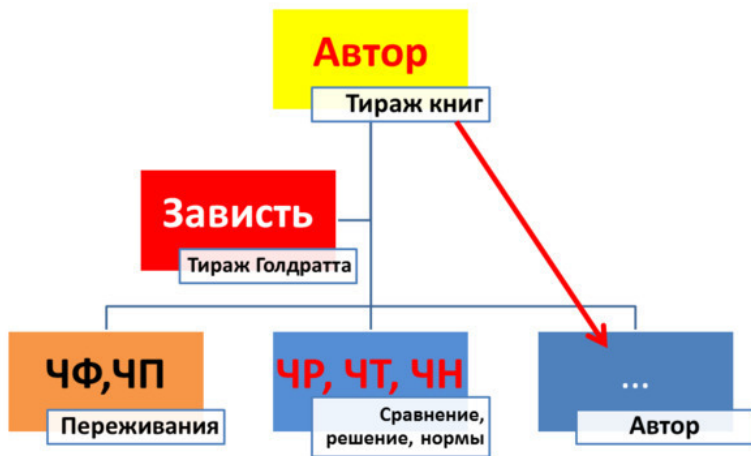 Автор
Тираж книг
Зависть
Тираж Голдратта
ЧФ,ЧП
Переживания
ЧР, ЧТ, ЧН
Сравнение,
решение, нормы
...
Автор